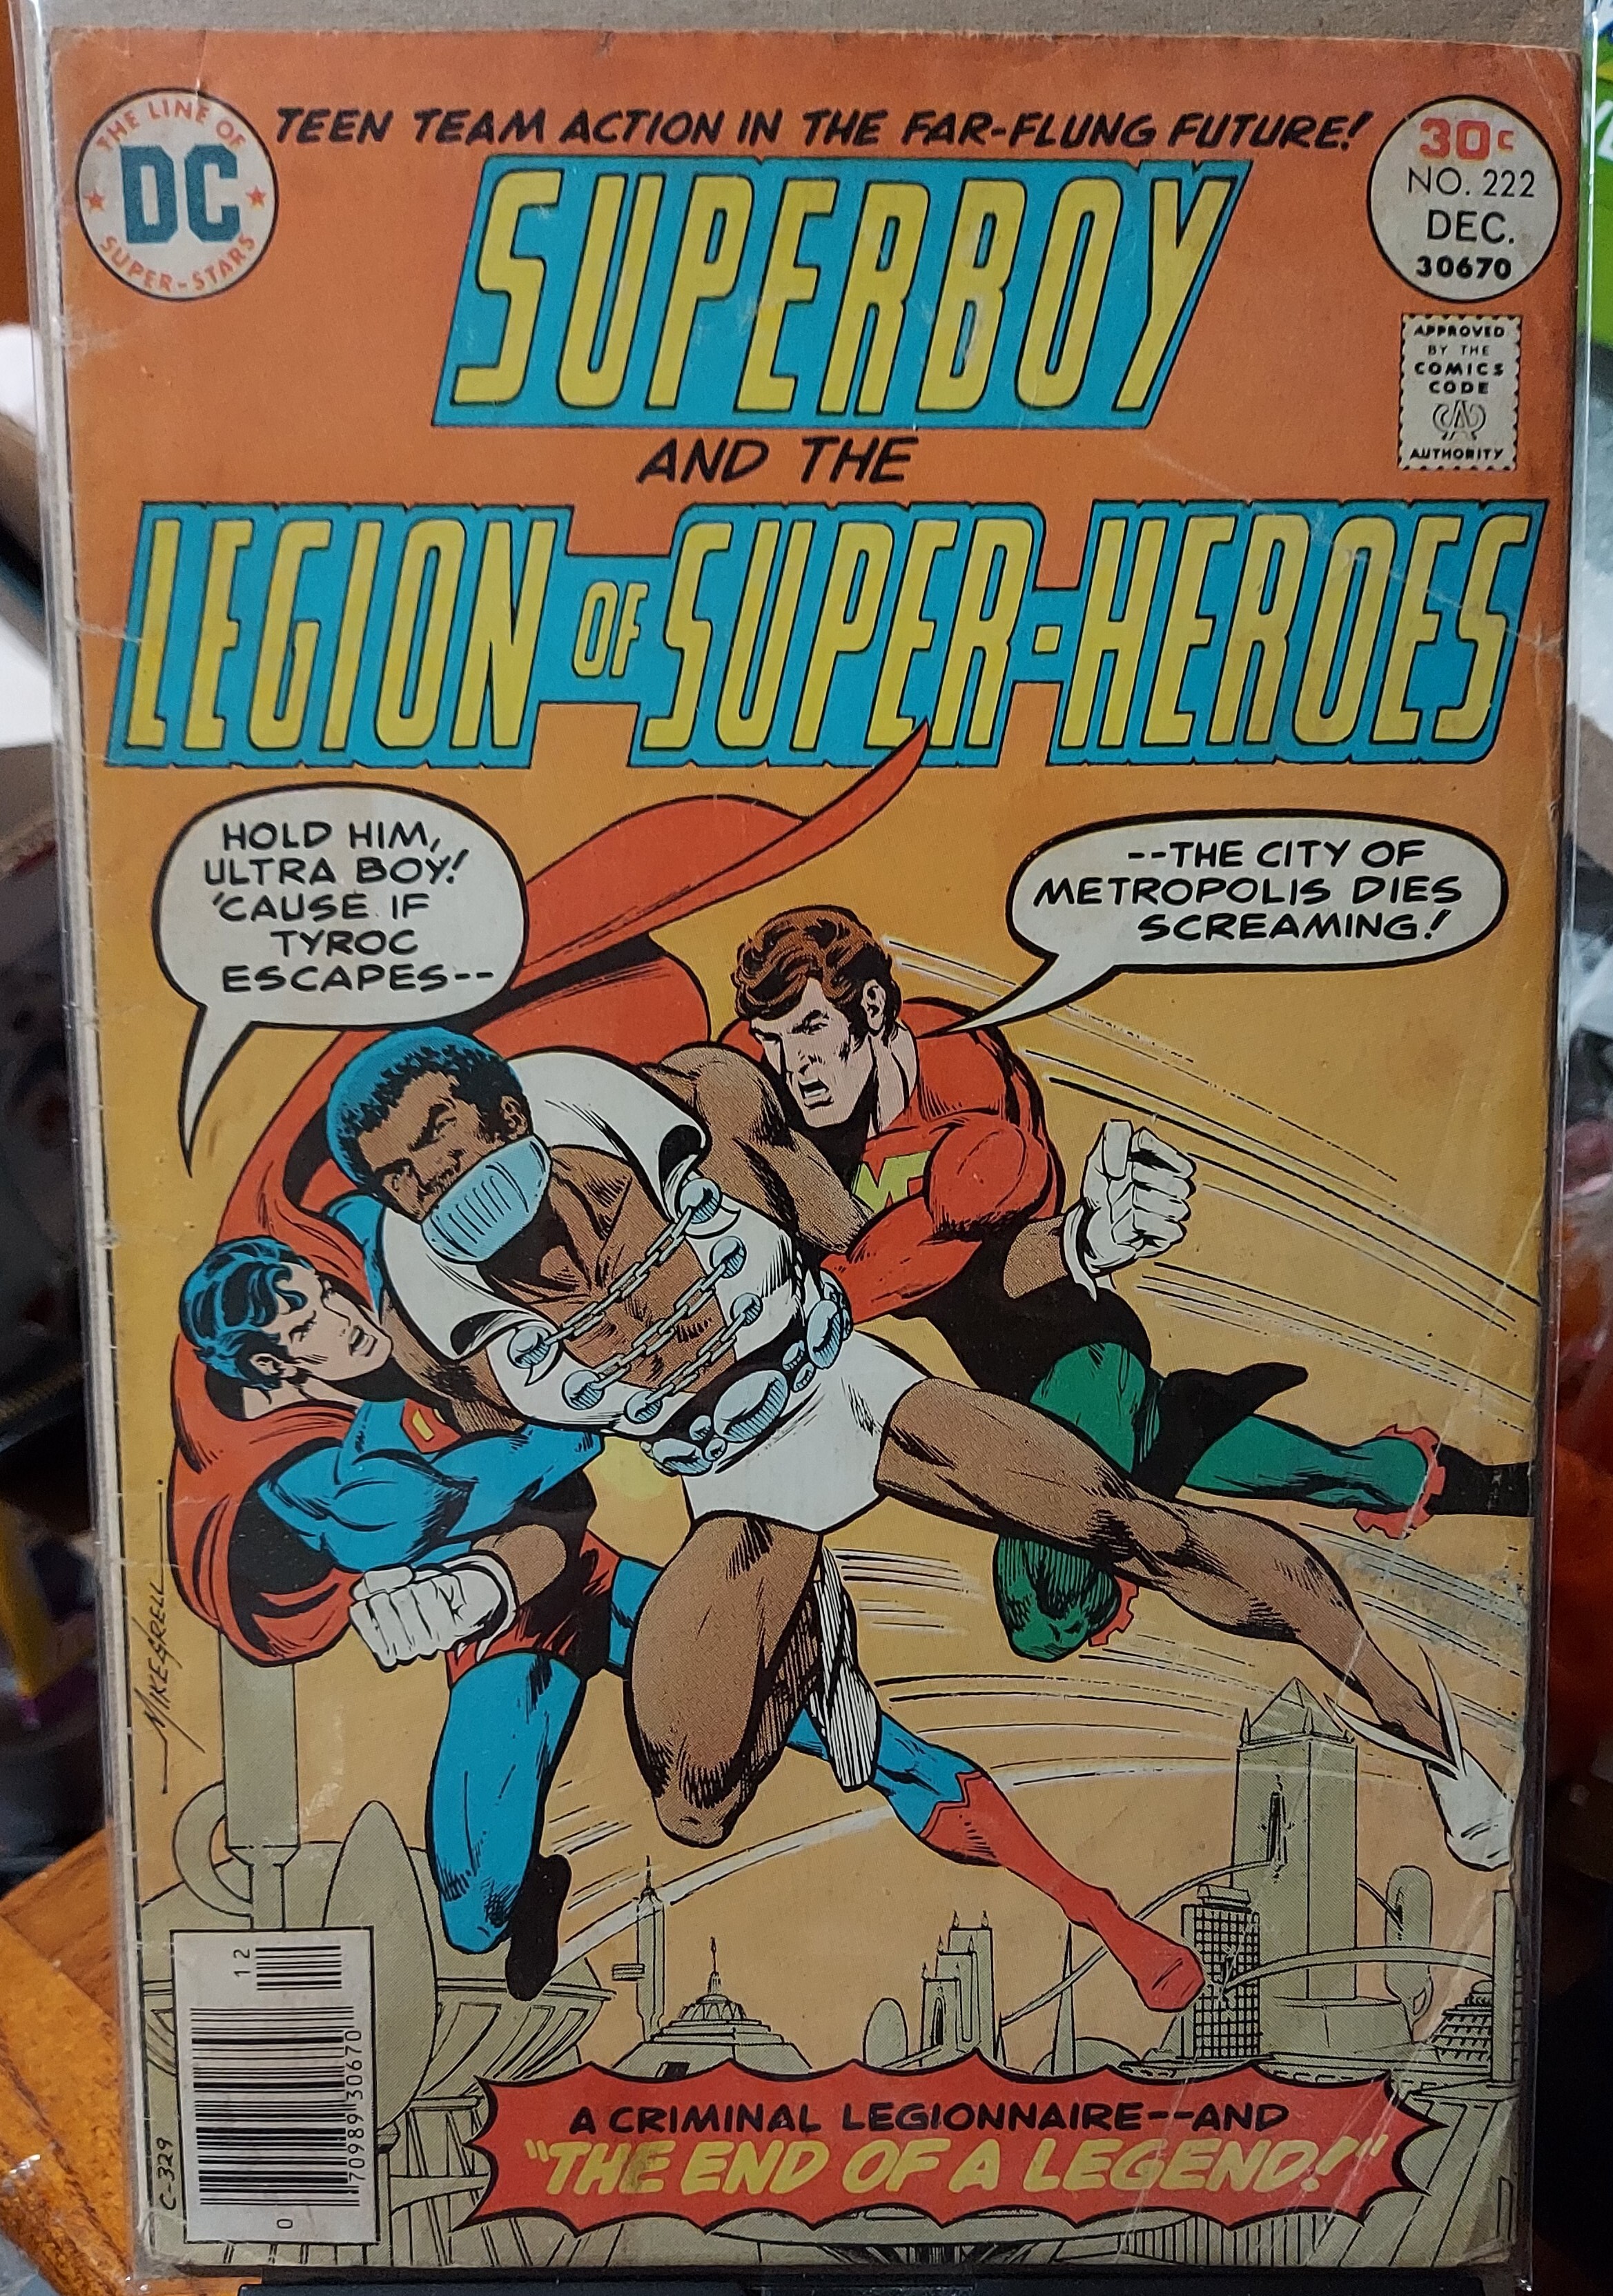 THE LINE OF
DC
SUPER-STARS
TEEN TEAM ACTION IN THE FAR-FLUNG FUTURE!
30¢
NO. 222
DEC.
30670
SUPERBOY
APPROVED
BY THE
COMICS
CODE
AUTHORITY
AND THE
LEGION OF SUPER-HEROES
HOLD HIM,
ULTRA BOY!
'CAUSE IF
TYROC
ESCAPES--
--THE CITY OF
METROPOLIS DIES
SCREAMING!
M
MIKE GRELL
12
70989 30670
0
C-329
A CRIMINAL LEGIONNAIRE--AND
"THE END OF A LEGEND!"